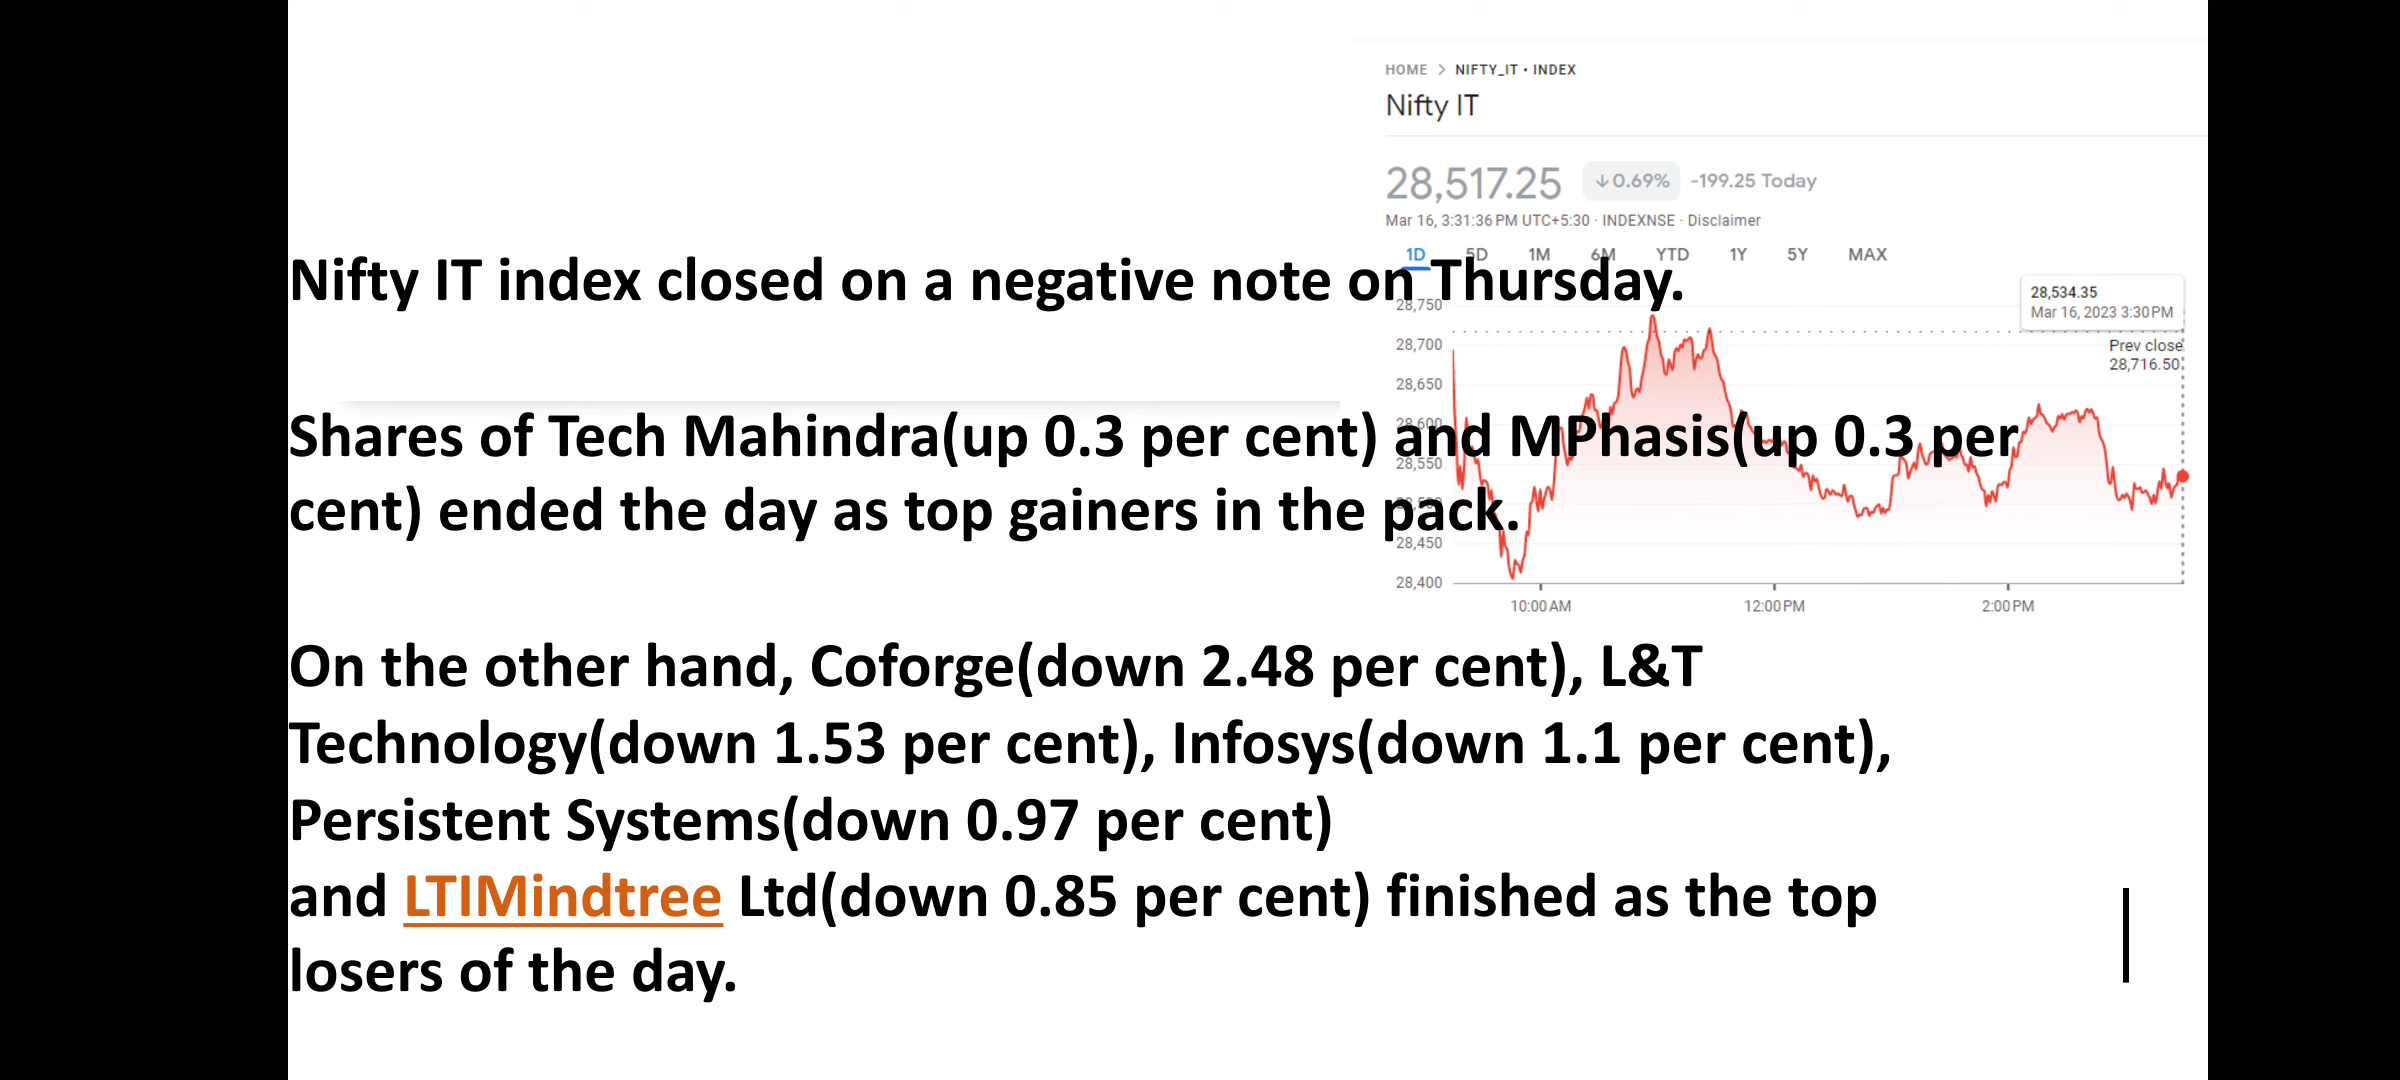 HOME > NIFTY_IT • INDEX
Nifty IT
28,517.25 ↓0.69% -199.25 Today
Mar 16, 3:31:36 PM UTC+5:30 · INDEXNSE · Disclaimer
1D 5D 1M 6M YTD 1Y 5Y MAX
Nifty IT index closed on a negative note on Thursday.
28,534.35
Mar 16, 2023 3:30 PM
Prev close
28,716.50
28,750
28,700
28,650
28,600
28,550
28,500
28,450
28,400
10:00 AM 12:00 PM 2:00 PM
Shares of Tech Mahindra(up 0.3 per cent) and MPhasis(up 0.3 per
cent) ended the day as top gainers in the pack.
On the other hand, Coforge(down 2.48 per cent), L&T
Technology(down 1.53 per cent), Infosys(down 1.1 per cent),
Persistent Systems(down 0.97 per cent)
and LTIMindtree Ltd(down 0.85 per cent) finished as the top
losers of the day.